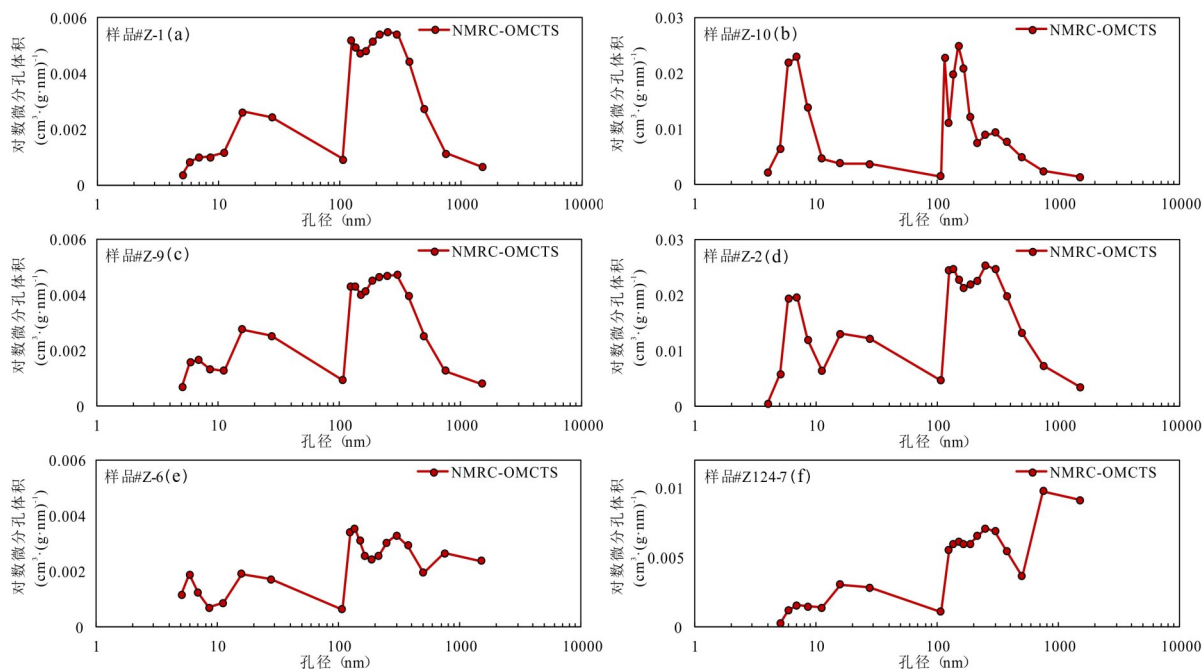 样品#Z-1(a)
NMRC-OMCTS
对数微分孔体积
(cm³·(g·nm)⁻¹
0.006
0.004
0.002
0
1 10 100 1000 10000
孔径 (nm)
样品#Z-10(b)
NMRC-OMCTS
对数微分孔体积
(cm³·(g·nm)⁻¹
0.03
0.02
0.01
0
1 10 100 1000 10000
孔径 (nm)
样品#Z-9(c)
NMRC-OMCTS
对数微分孔体积
(cm³·(g·nm)⁻¹
0.006
0.004
0.002
0
1 10 100 1000 10000
孔径 (nm)
样品#Z-2(d)
NMRC-OMCTS
对数微分孔体积
(cm³·(g·nm)⁻¹
0.03
0.02
0.01
0
1 10 100 1000 10000
孔径 (nm)
样品#Z-6(e)
NMRC-OMCTS
对数微分孔体积
(cm³·(g·nm)⁻¹
0.006
0.004
0.002
0
1 10 100 1000 10000
孔径 (nm)
样品#Z124-7(f)
NMRC-OMCTS
对数微分孔体积
(cm³·(g·nm)⁻¹
0.01
0.005
0
1 10 100 1000 10000
孔径 (nm)